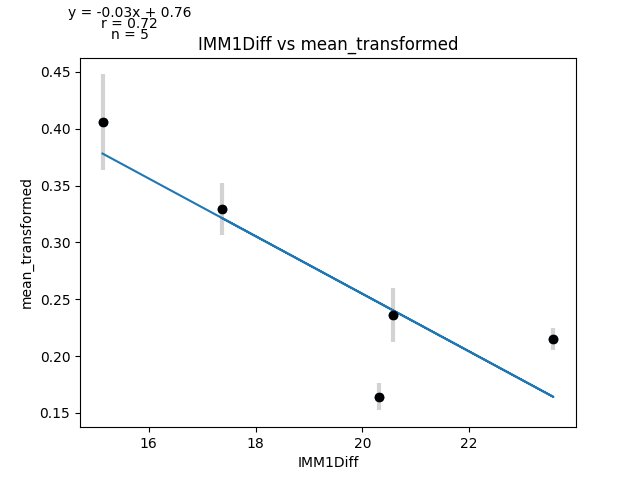 y = -0.03x + 0.76
r = 0.72
n = 5
IMM1Diff vs mean_transformed
0.45
0.40
0.35
0.30
0.25
0.20
0.15
mean_transformed
16
18
20
22
IMM1Diff